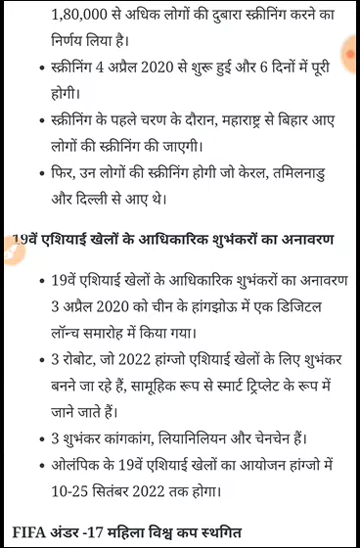 1,80,000 से अधिक लोगों की दुबारा स्क्रीनिंग करने का
निर्णय लिया है।
• स्क्रीनिंग 4 अप्रैल 2020 से शुरू हुई और 6 दिनों में पूरी
होगी।
• स्क्रीनिंग के पहले चरण के दौरान, महाराष्ट्र से बिहार आए
लोगों की स्क्रीनिंग की जाएगी।
• फिर, उन लोगों की स्क्रीनिंग होगी जो केरल, तमिलनाडु
और दिल्ली से आए थे।
19वें एशियाई खेलों के आधिकारिक शुभंकरों का अनावरण
• 19वें एशियाई खेलों के आधिकारिक शुभंकरों का अनावरण
3 अप्रैल 2020 को चीन के हांगझोऊ में एक डिजिटल
लॉन्च समारोह में किया गया।
• 3 रोबोट, जो 2022 हांग्जो एशियाई खेलों के लिए शुभंकर
बनने जा रहे हैं, सामूहिक रूप से स्मार्ट ट्रिप्लेट के रूप में
जाने जाते हैं।
• 3 शुभंकर कांगकांग, लियानिलियन और चेनचेन हैं।
• ओलंपिक के 19वें एशियाई खेलों का आयोजन हांग्जो में
10-25 सितंबर 2022 तक होगा।
FIFA अंडर -17 महिला विश्व कप स्थगित